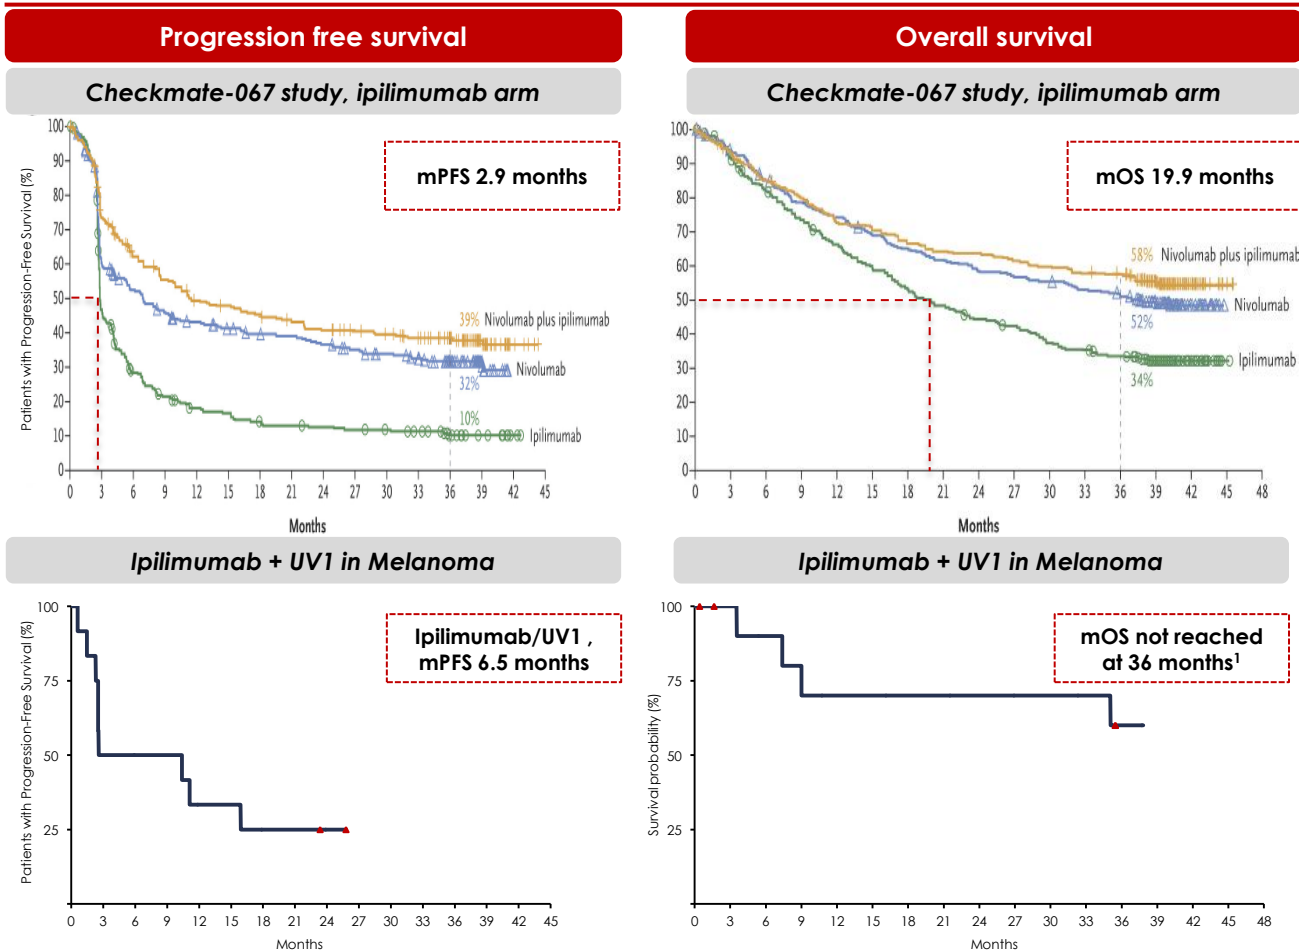 Progression free survival
Overall survival
Checkmate-067 study, ipilimumab arm
Checkmate-067 study, ipilimumab arm
Patients with Progression-Free Survival (%)
100
90
80
70
60
50
40
30
20
10
0
mPFS 2.9 months
39% Nivolumab plus ipilimumab
Nivolumab
32%
10%
Ipilimumab
0 3 6 9 12 15 18 21 24 27 30 33 36 39 42 45
Months
100
90
80
70
60
50
40
30
20
10
0
mOS 19.9 months
58% Nivolumab plus ipilimumab
Nivolumab
52%
Ipilimumab
34%
0 3 6 9 12 15 18 21 24 27 30 33 36 39 42 45 48
Months
Ipilimumab + UV1 in Melanoma
Ipilimumab + UV1 in Melanoma
Patients with Progression-Free Survival (%)
100
75
50
25
Ipilimumab/UV1 ,
mPFS 6.5 months
0 3 6 9 12 15 18 21 24 27 30 33 36 39 42 45
Months
Survival probability (%)
100
75
50
25
mOS not reached
at 36 months¹
0 3 6 9 12 15 18 21 24 27 30 33 36 39 42 45 48
Months